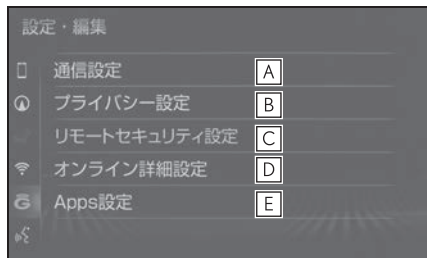 設定・編集
通信設定 A
プライバシー設定 B
リモートセキュリティ設定 C
オンライン詳細設定 D
G Apps設定 E